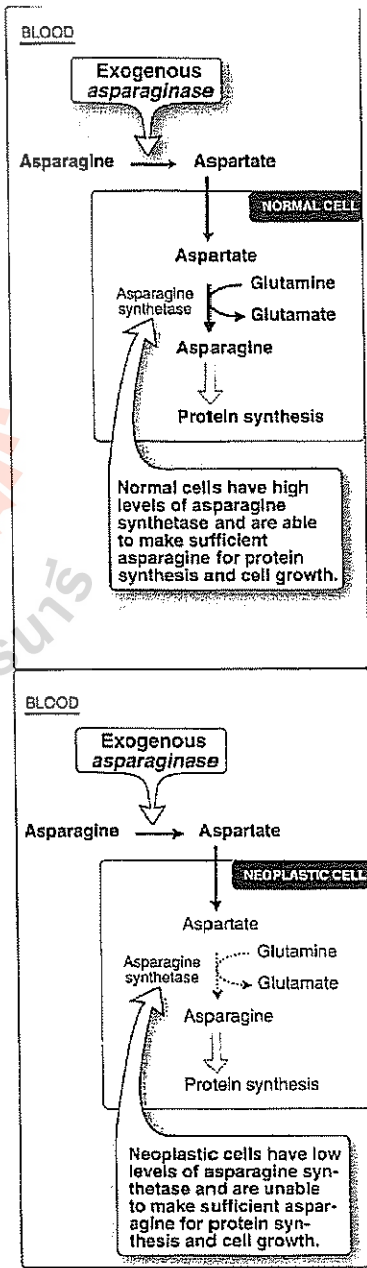 BLOOD
Exogenous
asparaginase
Asparagine
Aspartate
NORMAL CELL
Aspartate
Asparagine
synthetase
Glutamine
Glutamate
Asparagine
Protein synthesis
Normal cells have high
levels of asparagine
synthetase and are able
to make sufficient
asparagine for protein
synthesis and cell growth.
BLOOD
Exogenous
asparaginase
Asparagine
Aspartate
NEOPLASTIC CELL
Aspartate
Asparagine
synthetase
Glutamine
Glutamate
Asparagine
Protein synthesis
Neoplastic cells have low
levels of asparagine syn-
thetase and are unable
to make sufficient aspar-
agine for protein syn-
thesis and cell growth.